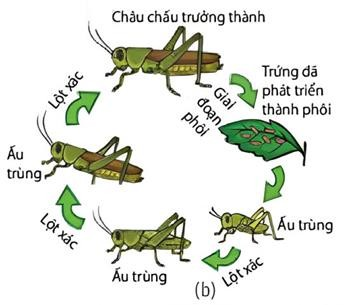 Châu chấu trưởng thành
Lột xác
Giai
đoạn
phôi
Trứng đã
phát triển
thành phôi
Ấu
trùng
Ấu trùng
Lột xác
Ấu trùng
Lột xác
(b)